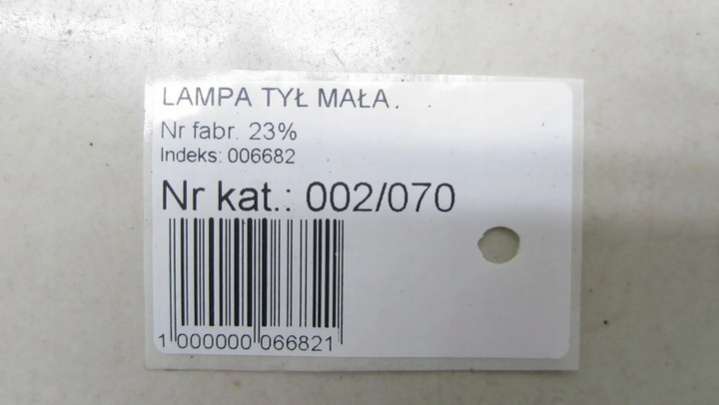 LAMPA TYŁ MAŁA.
Nr fabr. 23%
Indeks: 006682
Nr kat.: 002/070
1 000000 066821